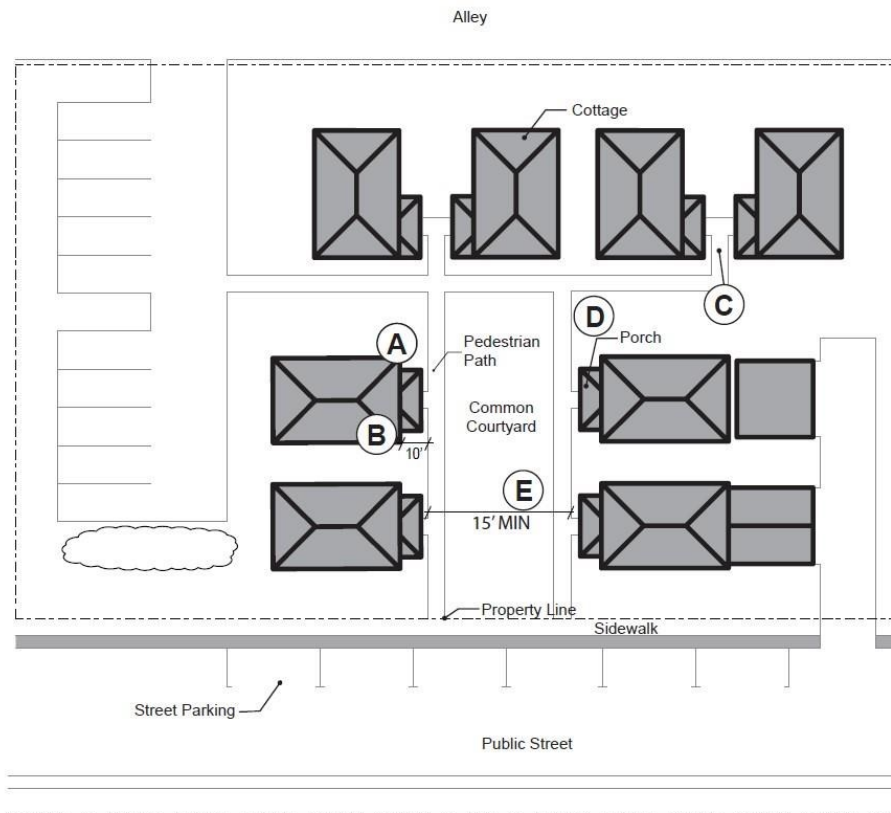 Alley
Cottage
C
D
Porch
A
Pedestrian
Path
Common
Courtyard
B
10'
E
15' MIN
Property Line
Sidewalk
Street Parking
Public Street